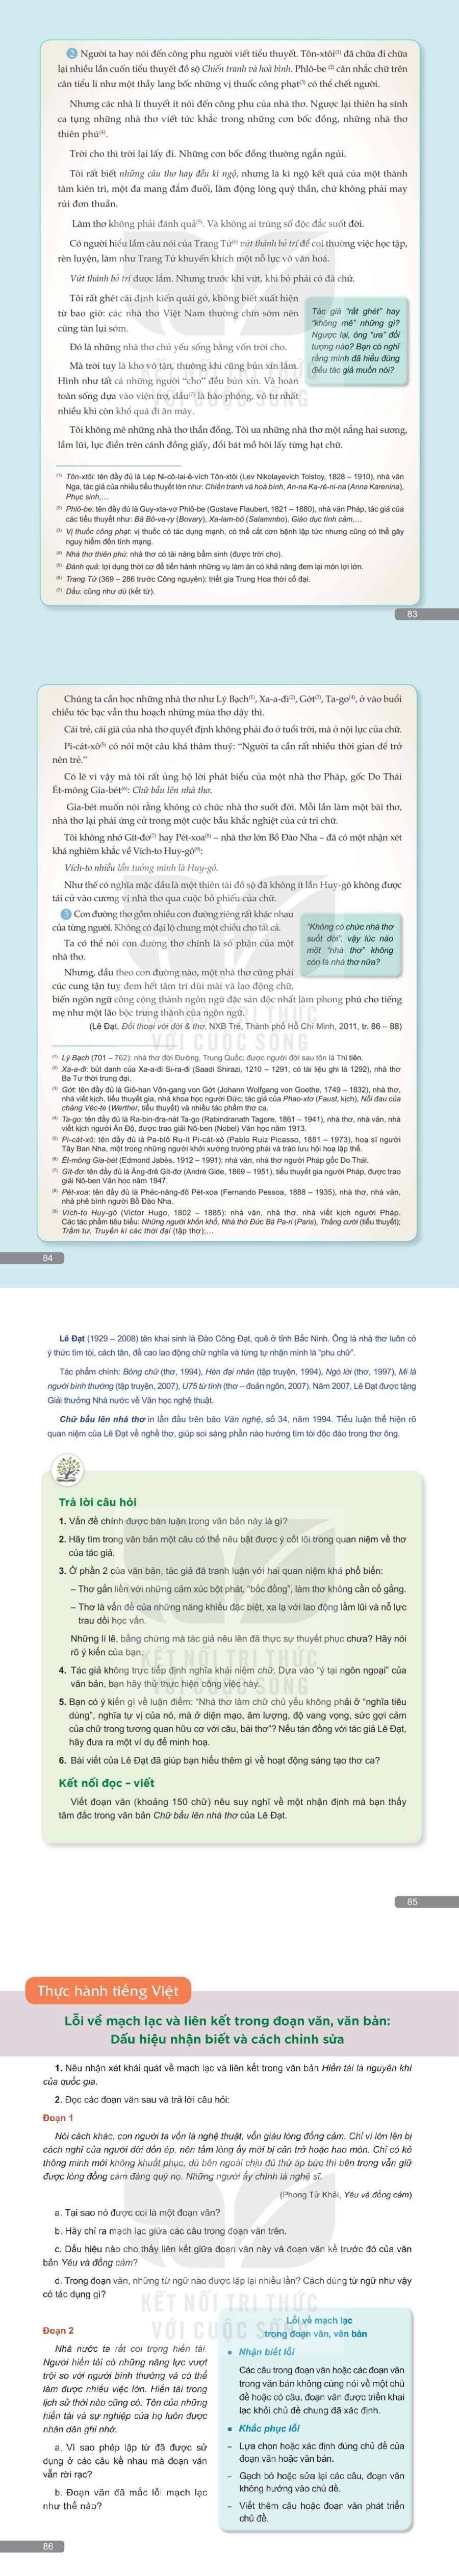 2 Người ta hay nói đến công phu người viết tiểu thuyết. Tôn-xtôi(1) đã chữa đi chữa
lại nhiều lần cuốn tiểu thuyết đồ sộ Chiến tranh và hoà bình. Phlô-be (2) cân nhắc chữ trên
cân tiểu li như một thầy lang bốc những vị thuốc công phạt(3) có thể chết người.
Nhưng các nhà lí thuyết ít nói đến công phu của nhà thơ. Ngược lại thiên hạ sính
ca tụng những nhà thơ viết tức khắc trong những cơn bốc đồng, những nhà thơ
thiên phú(4).
Trời cho thì trời lại lấy đi. Những cơn bốc đồng thường ngắn ngủi.
Tôi rất biết những câu thơ hay đều kì ngộ, nhưng là kì ngộ kết quả của một thành
tâm kiên trì, một đa mang đắm đuối, làm động lòng quỷ thần, chứ không phải may
rủi đơn thuần.
Làm thơ không phải đánh quả(5). Và không ai trúng số độc đắc suốt đời.
Có người hiểu lầm câu nói của Trang Tử(6) vứt thánh bỏ trí để coi thường việc học tập,
rèn luyện, làm như Trang Tử khuyến khích một nỗ lực vô văn hoá.
Vứt thánh bỏ trí được lắm. Nhưng trước khi vứt, khi bỏ phải có đã chứ.
Tôi rất ghét cái định kiến quái gở, không biết xuất hiện
từ bao giờ: các nhà thơ Việt Nam thường chín sớm nên
cũng tàn lụi sớm.
Đó là những nhà thơ chủ yếu sống bằng vốn trời cho.
Mà trời tuy là kho vô tận, thường khi cũng bủn xỉn lắm.
Hình như tất cả những người "cho" đều bủn xỉn. Và hoàn
toàn sống dựa vào viện trợ, dầu(7) là hào phóng, vô tư nhất
nhiều khi còn khổ quá đi ăn mày.
Tác giả "rất ghét" hay
"không mê" những gì?
Ngược lại, ông "ưa" đối
tượng nào? Bạn có nghĩ
rằng mình đã hiểu đúng
điều tác giả muốn nói?
Tôi không mê những nhà thơ thần đồng. Tôi ưa những nhà thơ một nắng hai sương,
lầm lũi, lực điền trên cánh đồng giấy, đổi bát mồ hôi lấy từng hạt chữ.
(1) Tôn-xtôi: tên đầy đủ là Lép Ni-cô-lai-ê-vích Tôn-xtôi (Lev Nikolayevich Tolstoy, 1828 – 1910), nhà văn
Nga, tác giả của nhiều tiểu thuyết lớn như: Chiến tranh và hoà bình, An-na Ka-rê-ni-na (Anna Karenina),
Phục sinh,...
(2) Phlô-be: tên đầy đủ là Guy-xta-vơ Phlô-be (Gustave Flaubert, 1821 – 1880), nhà văn Pháp, tác giả của
các tiểu thuyết như: Bà Bô-va-ry (Bovary), Xa-lam-bô (Salammbo), Giáo dục tình cảm,...
(3) Vị thuốc công phạt: vị thuốc có tác dụng mạnh, có thể cắt cơn bệnh lập tức nhưng cũng có thể gây
nguy hiểm đến tính mạng.
(4) Nhà thơ thiên phú: nhà thơ có tài năng bẩm sinh (được trời cho).
(5) Đánh quả: lợi dụng thời cơ để tiến hành những vụ làm ăn có khả năng đem lại món lợi lớn.
(6) Trang Tử (369 – 286 trước Công nguyên): triết gia Trung Hoa thời cổ đại.
(7) Dầu: cũng như dù (kết từ).
83
Chúng ta cần học những nhà thơ như Lý Bạch(1), Xa-a-đi(2), Gớt(3), Ta-go(4), ở vào buổi
chiều tóc bạc vẫn thu hoạch những mùa thơ dậy thì.
Cái trẻ, cái già của nhà thơ quyết định không phải do ở tuổi trời, mà ở nội lực của chữ.
Pi-cát-xô(5) có nói một câu khá thâm thuý: "Người ta cần rất nhiều thời gian để trở
nên trẻ."
Có lẽ vì vậy mà tôi rất ủng hộ lời phát biểu của một nhà thơ Pháp, gốc Do Thái
Ét-mông Gia-bét(6): Chữ bầu lên nhà thơ.
Gia-bét muốn nói rằng không có chức nhà thơ suốt đời. Mỗi lần làm một bài thơ,
nhà thơ lại phải ứng cử trong một cuộc bầu khắc nghiệt của cử tri chữ.
Tôi không nhớ Gít-đơ(7) hay Pét-xoa(8) – nhà thơ lớn Bồ Đào Nha – đã có một nhận xét
khá nghiêm khắc về Vích-to Huy-gô(9):
Vích-to nhiều lần tưởng mình là Huy-gô.
Như thế có nghĩa mặc dầu là một thiên tài đồ sộ đã không ít lần Huy-gô không được
tái cử vào cương vị nhà thơ qua cuộc bỏ phiếu của chữ.
3 Con đường thơ gồm nhiều con đường riêng rất khác nhau
của từng người. Không có đại lộ chung một chiều cho tất cả.
Ta có thể nói con đường thơ chính là số phận của một
nhà thơ.
Nhưng, dầu theo con đường nào, một nhà thơ cũng phải
cúc cung tận tuỵ đem hết tâm trí dùi mài và lao động chữ,
"Không có chức nhà thơ
suốt đời", vậy lúc nào
một "nhà thơ" không
còn là nhà thơ nữa?
biến ngôn ngữ công cộng thành ngôn ngữ đặc sản độc nhất làm phong phú cho tiếng
mẹ như một lão bộc trung thành của ngôn ngữ.
(Lê Đạt, Đối thoại với đời & thơ, NXB Trẻ, Thành phố Hồ Chí Minh, 2011, tr. 86 – 88)
(1) Lý Bạch (701 – 762): nhà thơ đời Đường, Trung Quốc; được người đời sau tôn là Thi tiên.
(2) Xa-a-đi: bút danh của Xa-a-đi Si-ra-di (Saadi Shirazi, 1210 – 1291, có tài liệu ghi là 1292), nhà thơ
Ba Tư thời trung đại.
(3) Gớt: tên đầy đủ là Giô-han Vôn-gang vôn Gớt (Johann Wolfgang von Goethe, 1749 – 1832), nhà thơ,
nhà viết kịch, tiểu thuyết gia, nhà khoa học người Đức; tác giả của Phao-xtơ (Faust, kịch), Nỗi đau của
chàng Véc-te (Werther, tiểu thuyết) và nhiều tác phẩm thơ ca.
(4) Ta-go: tên đầy đủ là Ra-bin-đra-nát Ta-go (Rabindranath Tagore, 1861 – 1941), nhà thơ, nhà văn, nhà
viết kịch người Ấn Độ, được trao giải Nô-ben (Nobel) Văn học năm 1913.
(5) Pi-cát-xô: tên đầy đủ là Pa-blô Ru-ít Pi-cát-xô (Pablo Ruiz Picasso, 1881 – 1973), hoạ sĩ người
Tây Ban Nha, một trong những người khởi xướng trường phái và trào lưu hội hoạ lập thể.
(6) Ét-mông Gia-bét (Edmond Jabès, 1912 – 1991): nhà văn, nhà thơ người Pháp gốc Do Thái.
(7) Gít-đơ: tên đầy đủ là Ăng-đrê Gít-đơ (André Gide, 1869 – 1951), tiểu thuyết gia người Pháp, được trao
giải Nô-ben Văn học năm 1947.
(8) Pét-xoa: tên đầy đủ là Phéc-năng-đô Pét-xoa (Fernando Pessoa, 1888 – 1935), nhà thơ, nhà văn,
nhà phê bình người Bồ Đào Nha.
(9) Vích-to Huy-gô (Victor Hugo, 1802 – 1885): nhà văn, nhà thơ, nhà viết kịch người Pháp.
Các tác phẩm tiêu biểu: Những người khốn khổ, Nhà thờ Đức Bà Pa-ri (Paris), Thằng cười (tiểu thuyết);
Trầm tư, Truyền kì các thời đại (tập thơ);...
84
Lê Đạt (1929 – 2008) tên khai sinh là Đào Công Đạt, quê ở tỉnh Bắc Ninh. Ông là nhà thơ luôn có
ý thức tìm tòi, cách tân, đề cao lao động chữ nghĩa và từng tự nhận mình là "phu chữ".
Tác phẩm chính: Bóng chữ (thơ, 1994), Hèn đại nhân (tập truyện, 1994), Ngó lời (thơ, 1997), Mi là
người bình thường (tập truyện, 2007), U75 từ tình (thơ – đoản ngôn, 2007). Năm 2007, Lê Đạt được tặng
Giải thưởng Nhà nước về Văn học nghệ thuật.
Chữ bầu lên nhà thơ in lần đầu trên báo Văn nghệ, số 34, năm 1994. Tiểu luận thể hiện rõ
quan niệm của Lê Đạt về nghề thơ, giúp soi sáng phần nào hướng tìm tòi độc đáo trong thơ ông.
Trả lời câu hỏi
1. Vấn đề chính được bàn luận trong văn bản này là gì?
2. Hãy tìm trong văn bản một câu có thể nêu bật được ý cốt lõi trong quan niệm về thơ
của tác giả.
3. Ở phần 2 của văn bản, tác giả đã tranh luận với hai quan niệm khá phổ biến:
– Thơ gắn liền với những cảm xúc bột phát, "bốc đồng", làm thơ không cần cố gắng.
– Thơ là vấn đề của những năng khiếu đặc biệt, xa lạ với lao động lầm lũi và nỗ lực
trau dồi học vấn.
Những lí lẽ, bằng chứng mà tác giả nêu lên đã thực sự thuyết phục chưa? Hãy nói
rõ ý kiến của bạn.
4. Tác giả không trực tiếp định nghĩa khái niệm chữ. Dựa vào "ý tại ngôn ngoại" của
văn bản, bạn hãy thử thực hiện công việc này.
5. Bạn có ý kiến gì về luận điểm: "Nhà thơ làm chữ chủ yếu không phải ở "nghĩa tiêu
dùng", nghĩa tự vị của nó, mà ở diện mạo, âm lượng, độ vang vọng, sức gợi cảm
của chữ trong tương quan hữu cơ với câu, bài thơ"? Nếu tán đồng với tác giả Lê Đạt,
hãy đưa ra một ví dụ để minh hoạ.
6. Bài viết của Lê Đạt đã giúp bạn hiểu thêm gì về hoạt động sáng tạo thơ ca?
Kết nối đọc – viết
Viết đoạn văn (khoảng 150 chữ) nêu suy nghĩ về một nhận định mà bạn thấy
tâm đắc trong văn bản Chữ bầu lên nhà thơ của Lê Đạt.
85
Thực hành tiếng Việt
Lỗi về mạch lạc và liên kết trong đoạn văn, văn bản:
Dấu hiệu nhận biết và cách chỉnh sửa
1. Nêu nhận xét khái quát về mạch lạc và liên kết trong văn bản Hiền tài là nguyên khí
của quốc gia.
2. Đọc các đoạn văn sau và trả lời câu hỏi:
Đoạn 1
Nói cách khác, con người ta vốn là nghệ thuật, vốn giàu lòng đồng cảm. Chỉ vì lớn lên bị
cách nghĩ của người đời dồn ép, nên tấm lòng ấy mới bị cản trở hoặc hao mòn. Chỉ có kẻ
thông minh mới không khuất phục, dù bên ngoài chịu đủ thứ áp bức thì bên trong vẫn giữ
được lòng đồng cảm đáng quý nọ. Những người ấy chính là nghệ sĩ.
(Phong Tử Khải, Yêu và đồng cảm)
a. Tại sao nó được coi là một đoạn văn?
b. Hãy chỉ ra mạch lạc giữa các câu trong đoạn văn trên.
c. Dấu hiệu nào cho thấy liên kết giữa đoạn văn này và đoạn văn kề trước đó của văn
bản Yêu và đồng cảm?
d. Trong đoạn văn, những từ ngữ nào được lặp lại nhiều lần? Cách dùng từ ngữ như vậy
có tác dụng gì?
Đoạn 2
Nhà nước ta rất coi trọng hiền tài.
Người hiền tài có những năng lực vượt
trội so với người bình thường và có thể
làm được nhiều việc lớn. Hiền tài trong
lịch sử thời nào cũng có. Tên của những
hiền tài và sự nghiệp của họ luôn được
nhân dân ghi nhớ.
a. Vì sao phép lặp từ đã được sử
dụng ở các câu kề nhau mà đoạn văn
vẫn rời rạc?
b. Đoạn văn đã mắc lỗi mạch lạc
như thế nào?
Lỗi về mạch lạc
trong đoạn văn, văn bản
• Nhận biết lỗi
Các câu trong đoạn văn hoặc các đoạn văn
trong văn bản không cùng nói về một chủ
đề hoặc có câu, đoạn văn được triển khai
lạc khỏi chủ đề chung đã xác định.
• Khắc phục lỗi
– Lựa chọn hoặc xác định đúng chủ đề của
đoạn văn hoặc văn bản.
– Gạch bỏ hoặc sửa lại các câu, đoạn văn
không hướng vào chủ đề.
– Viết thêm câu hoặc đoạn văn phát triển
chủ đề.
86
KẾT NỐI TRI THỨC
VỚI CUỘC SỐNG